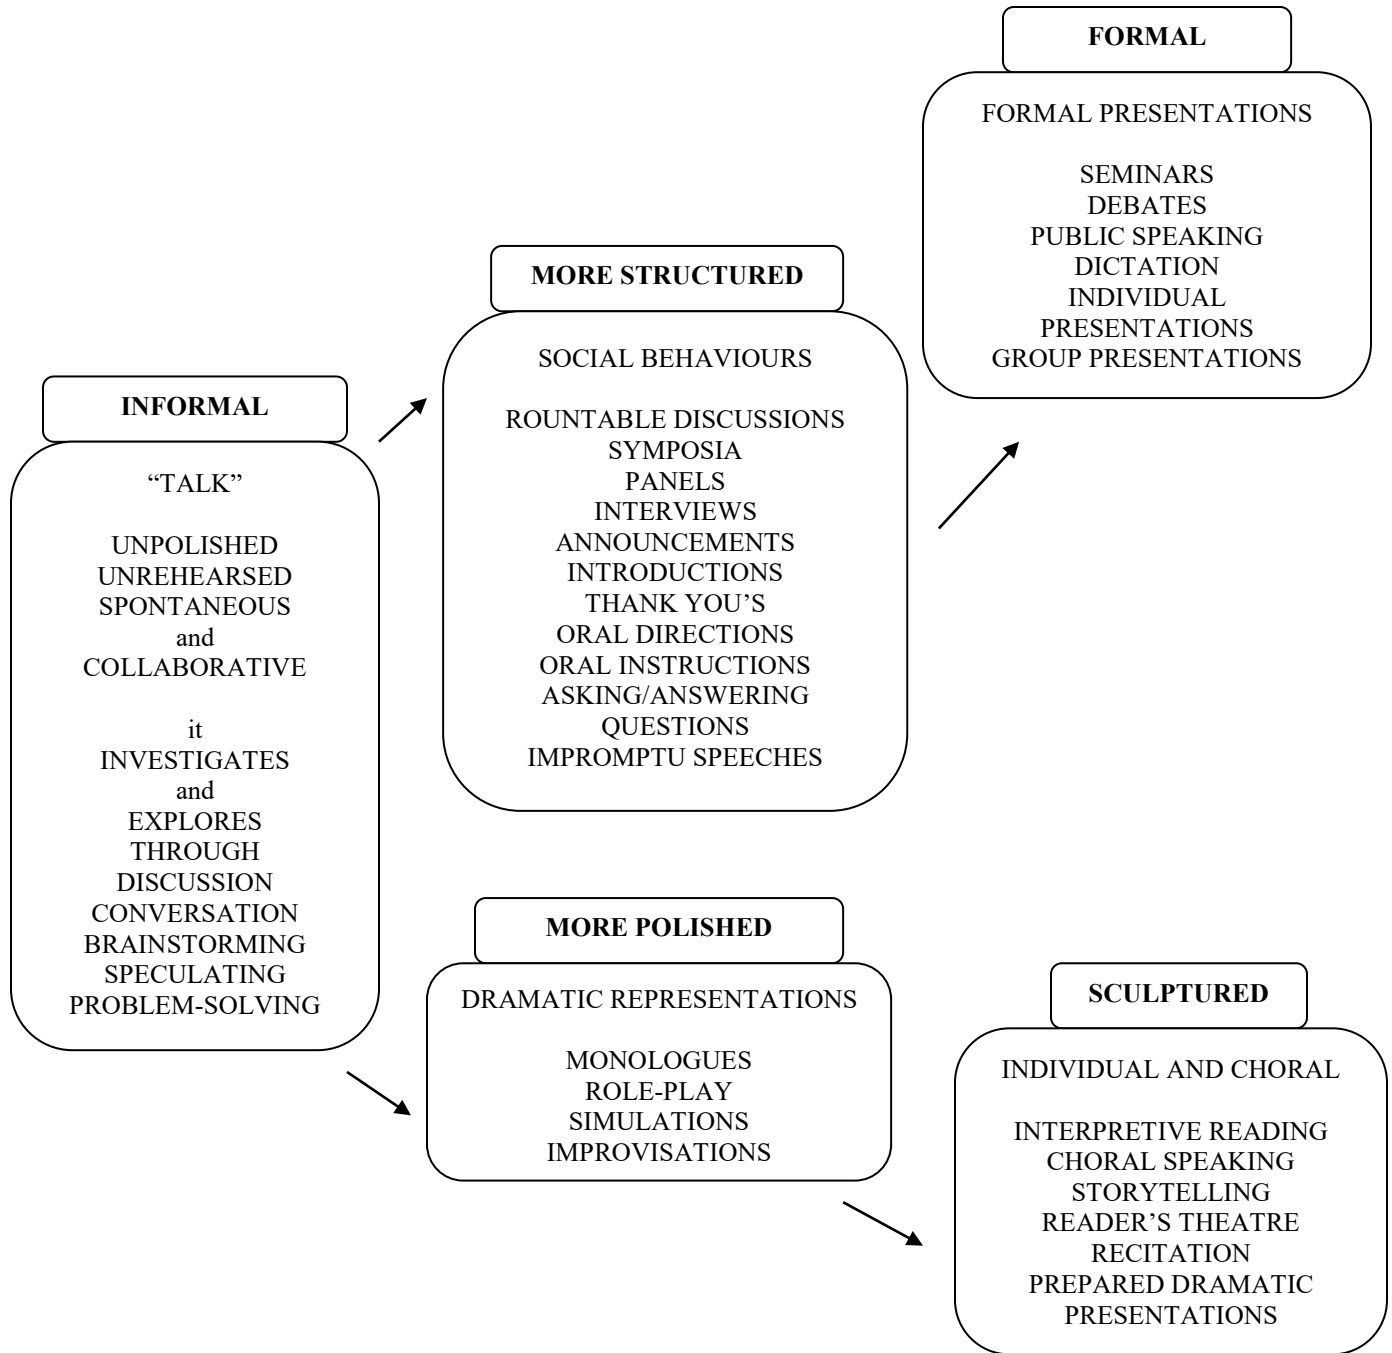 INFORMAL
“TALK”
UNPOLISHED
UNREHEARSED
SPONTANEOUS
and
COLLABORATIVE
it
INVESTIGATES
and
EXPLORES
THROUGH
DISCUSSION
CONVERSATION
BRAINSTORMING
SPECULATING
PROBLEM-SOLVING
MORE STRUCTURED
SOCIAL BEHAVIOURS
ROUNTABLE DISCUSSIONS
SYMPOSIA
PANELS
INTERVIEWS
ANNOUNCEMENTS
INTRODUCTIONS
THANK YOU’S
ORAL DIRECTIONS
ORAL INSTRUCTIONS
ASKING/ANSWERING
QUESTIONS
IMPROMPTU SPEECHES
FORMAL
FORMAL PRESENTATIONS
SEMINARS
DEBATES
PUBLIC SPEAKING
DICTATION
INDIVIDUAL
PRESENTATIONS
GROUP PRESENTATIONS
MORE POLISHED
DRAMATIC REPRESENTATIONS
MONOLOGUES
ROLE-PLAY
SIMULATIONS
IMPROVISATIONS
SCULPTURED
INDIVIDUAL AND CHORAL
INTERPRETIVE READING
CHORAL SPEAKING
STORYTELLING
READER’S THEATRE
RECITATION
PREPARED DRAMATIC
PRESENTATIONS